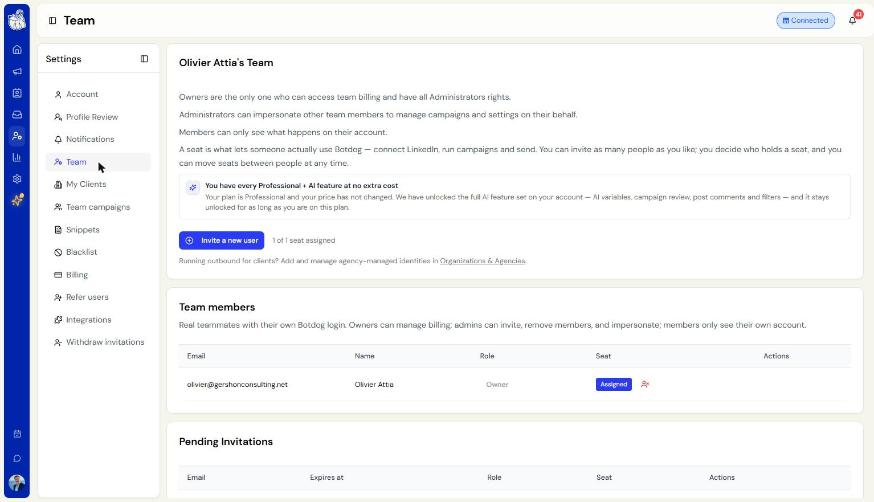 Team
Connected
41
Settings
Account
Profile Review
Notifications
Team
My Clients
Team campaigns
Snippets
Blacklist
Billing
Refer users
Integrations
Withdraw invitations
Olivier Attia's Team
Owners are the only one who can access team billing and have all Administrators rights.
Administrators can impersonate other team members to manage campaigns and settings on their behalf.
Members can only see what happens on their account.
A seat is what lets someone actually use Botdog — connect LinkedIn, run campaigns and send. You can invite as many people as you like; you decide who holds a seat, and you
can move seats between people at any time.
You have every Professional + AI feature at no extra cost
Your plan is Professional and your price has not changed. We have unlocked the full AI feature set on your account — AI variables, campaign review, post comments and filters — and it stays
unlocked for as long as you are on this plan.
Invite a new user 1 of 1 seat assigned
Running outbound for clients? Add and manage agency-managed identities in Organizations & Agencies.
Team members
Real teammates with their own Botdog login. Owners can manage billing; admins can invite, remove members, and impersonate; members only see their own account.
Email Name Role Seat Actions
olivier@gershonconsulting.net Olivier Attia Owner Assigned
Pending Invitations
Email Expires at Role Seat Actions